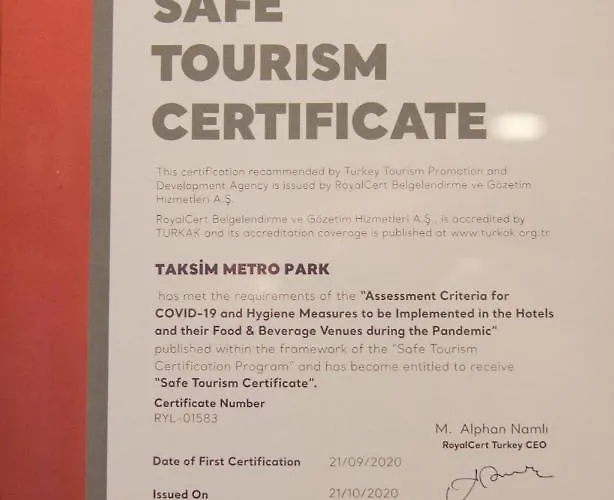 SAFE
TOURISM
CERTIFICATE
This certification recommended by Turkey Tourism Promotion and
Development Agency is issued by RoyalCert Belgelendirme ve Gözetim
Hizmetleri A.Ş.
RoyalCert Belgelendirme ve Gözetim Hizmetleri A.Ş., is accredited by
TURKAK and its accreditation coverage is published at www.turkak.org.tr
TAKSİM METRO PARK
has met the requirements of the "Assessment Criteria for
COVID-19 and Hygiene Measures to be Implemented in the Hotels
and their Food & Beverage Venues during the Pandemic"
published within the framework of the "Safe Tourism
Certification Program" and has become entitled to receive
"Safe Tourism Certificate".
Certificate Number
RYL-01583
M. Alphan Namlı
RoyalCert Turkey CEO
Date of First Certification 21/09/2020
Issued On 21/10/2020